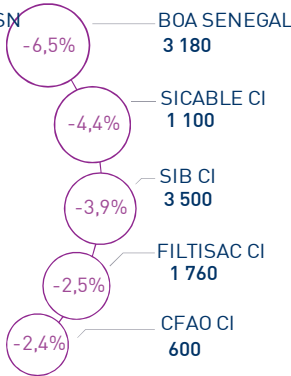 SN
BOA SENEGAL
-6,5%
3 180
SICABLE CI
-4,4%
1 100
SIB CI
-3,9%
3 500
FILTISAC CI
-2,5%
1 760
CFAO CI
-2,4%
600